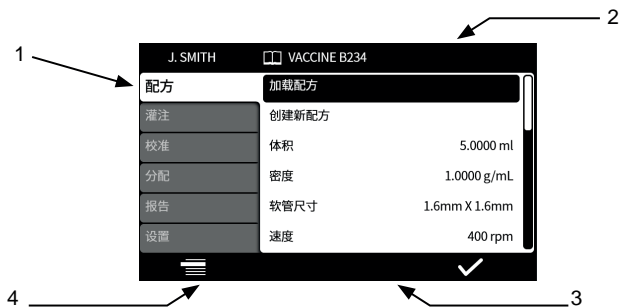 2
1
J. SMITH VACCINE B234
配方 加载配方
灌注 创建新配方
校准 体积 5.0000 ml
分配 密度 1.0000 g/mL
报告 软管尺寸 1.6mm X 1.6mm
设置 速度 400 rpm
4 3